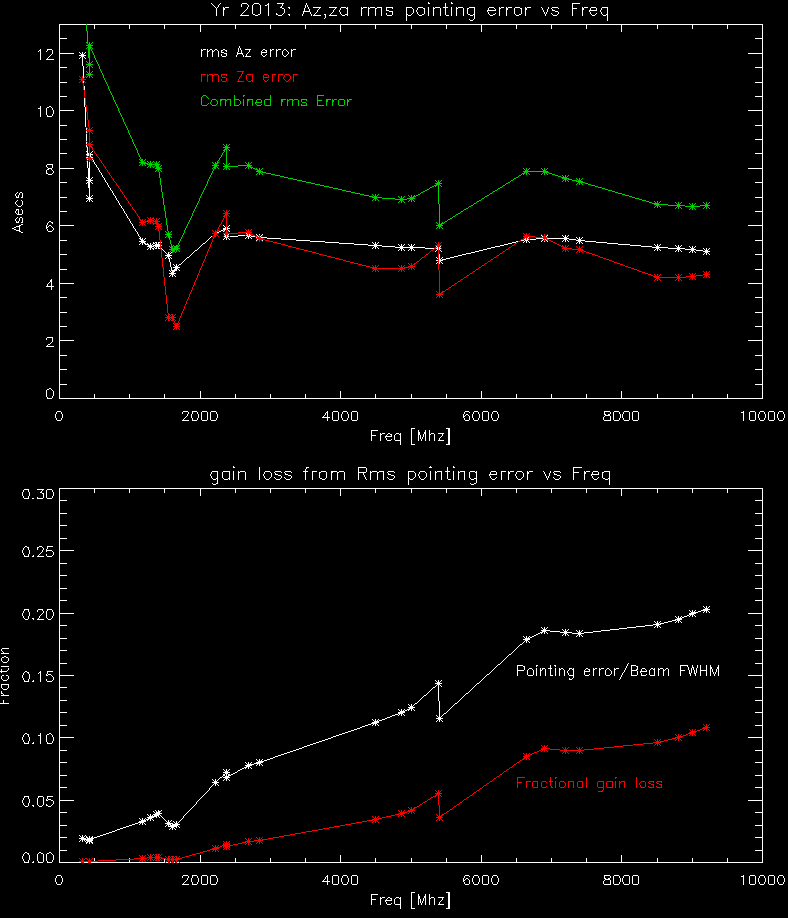 Yr 2013: Az,za rms pointing error vs Freq
12
10
8
6
4
2
0
Asecs
rms Az error
rms Za error
Combined rms Error
0 2000 4000 6000 8000 10000
Freq [Mhz]
gain loss from Rms pointing error vs Freq
0.30
0.25
0.20
0.15
0.10
0.05
0.00
Fraction
Pointing error/Beam FWHM
Fractional gain loss
0 2000 4000 6000 8000 10000
Freq [Mhz]